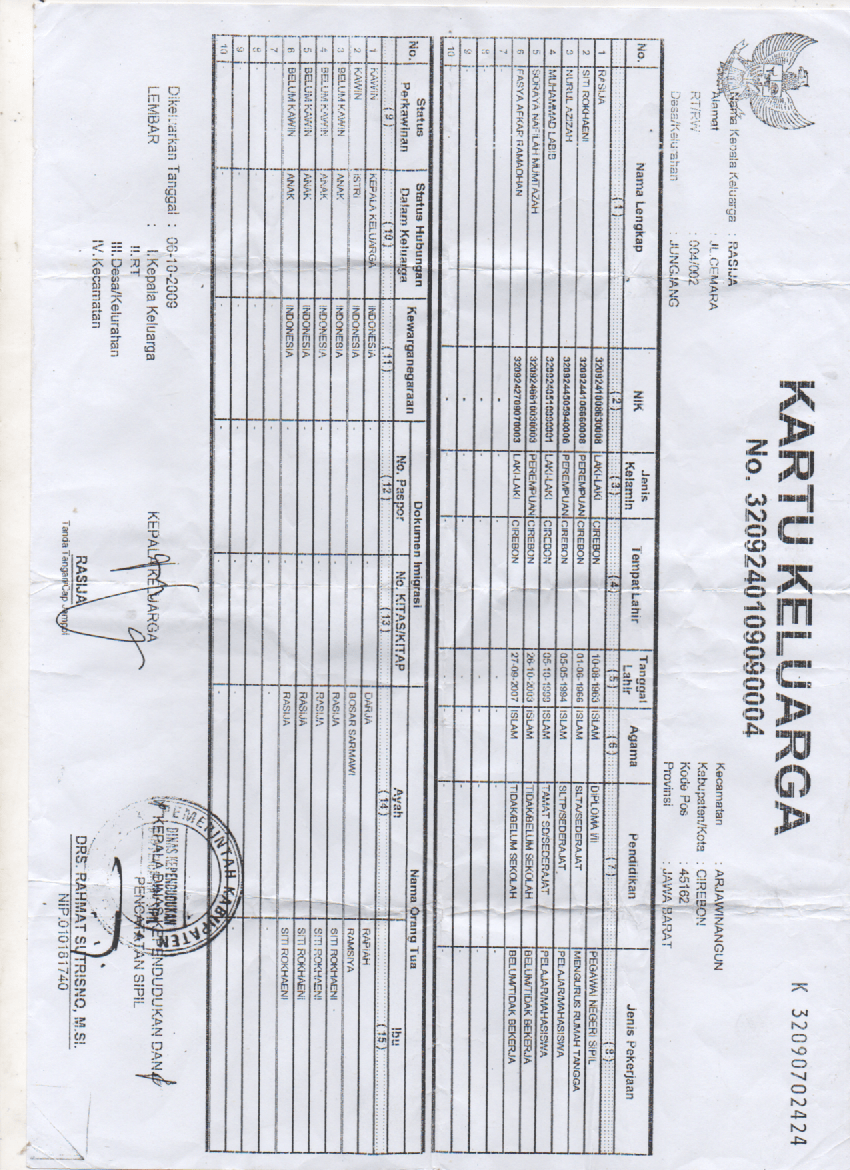 K 32090702424
KARTU KELUARGA
No. 3209240109090004
Nama Kepala Keluarga : RASIJA
Alamat : JL CEMARA
RT/RW : 004/002
Desa/Kelurahan : JUNGJANG
Kecamatan : ARJAWINANGUN
Kabupaten/Kota : CIREBON
Kode Pos : 45162
Provinsi : JAWA BARAT
No. Nama Lengkap NIK Jenis Kelamin Tempat Lahir Tanggal Lahir Agama Pendidikan Jenis Pekerjaan
(1) (2) (3) (4) (5) (6) (7) (8)
1 RASIJA LAKI-LAKI CIREBON 10-08-1963 ISLAM DIPLOMA I/II PEGAWAI NEGERI SIPIL
2 SITI ROKHAENI PEREMPUAN CIREBON 01-06-1966 ISLAM SLTA/SEDERAJAT MENGURUS RUMAH TANGGA
3 NURUL AZIZAH PEREMPUAN CIREBON 05-05-1994 ISLAM SLTP/SEDERAJAT PELAJAR/MAHASISWA
4 MUHAMMAD LABIB LAKI-LAKI CIREBON 05-10-1999 ISLAM TAMAT SD/SEDERAJAT PELAJAR/MAHASISWA
5 SORAYA NAFILAH MUMTAZAH PEREMPUAN CIREBON 26-10-2003 ISLAM TIDAK/BELUM SEKOLAH BELUM/TIDAK BEKERJA
6 FASYA AFKAP RAMADHAN LAKI-LAKI CIREBON 27-09-2007 ISLAM TIDAK/BELUM SEKOLAH BELUM/TIDAK BEKERJA
7 - - - - - - - -
8 - - - - - - - -
9 - - - - - - - -
10 - - - - - - - -
No. Status Perkawinan Status Hubungan Dalam Keluarga Kewarganegaraan Dokumen Imigrasi Nama Orang Tua
No. Paspor No. KITAS/KITAP Ayah Ibu
(9) (10) (11) (12) (13) (14) (15)
1 KAWIN KEPALA KELUARGA INDONESIA - - DARJA RAPIAH
2 KAWIN ISTRI INDONESIA - - BOSAR SARMAWI RAMSIYA
3 BELUM KAWIN ANAK INDONESIA - - RASIJA SITI ROKHAENI
4 BELUM KAWIN ANAK INDONESIA - - RASIJA SITI ROKHAENI
5 BELUM KAWIN ANAK INDONESIA - - RASIJA SITI ROKHAENI
6 BELUM KAWIN ANAK INDONESIA - - RASIJA SITI ROKHAENI
7 - - - - - - -
8 - - - - - - -
9 - - - - - - -
10 - - - - - - -
Dikeluarkan Tanggal : 06-10-2009
LEMBAR : I. Kepala Keluarga
II. RT
III. Desa/Kelurahan
IV. Kecamatan
KEPALA KELUARGA
RASIJA
Tanda Tangan/Cap Jempol
KEPALA DINAS KEPENDUDUKAN DAN
PENCATATAN SIPIL
PEMERINTAH KABUPATEN
DINAS KEPENDUDUKAN
DRS. RAHMAT SUTRISNO, M.SI.
NIP.010181740